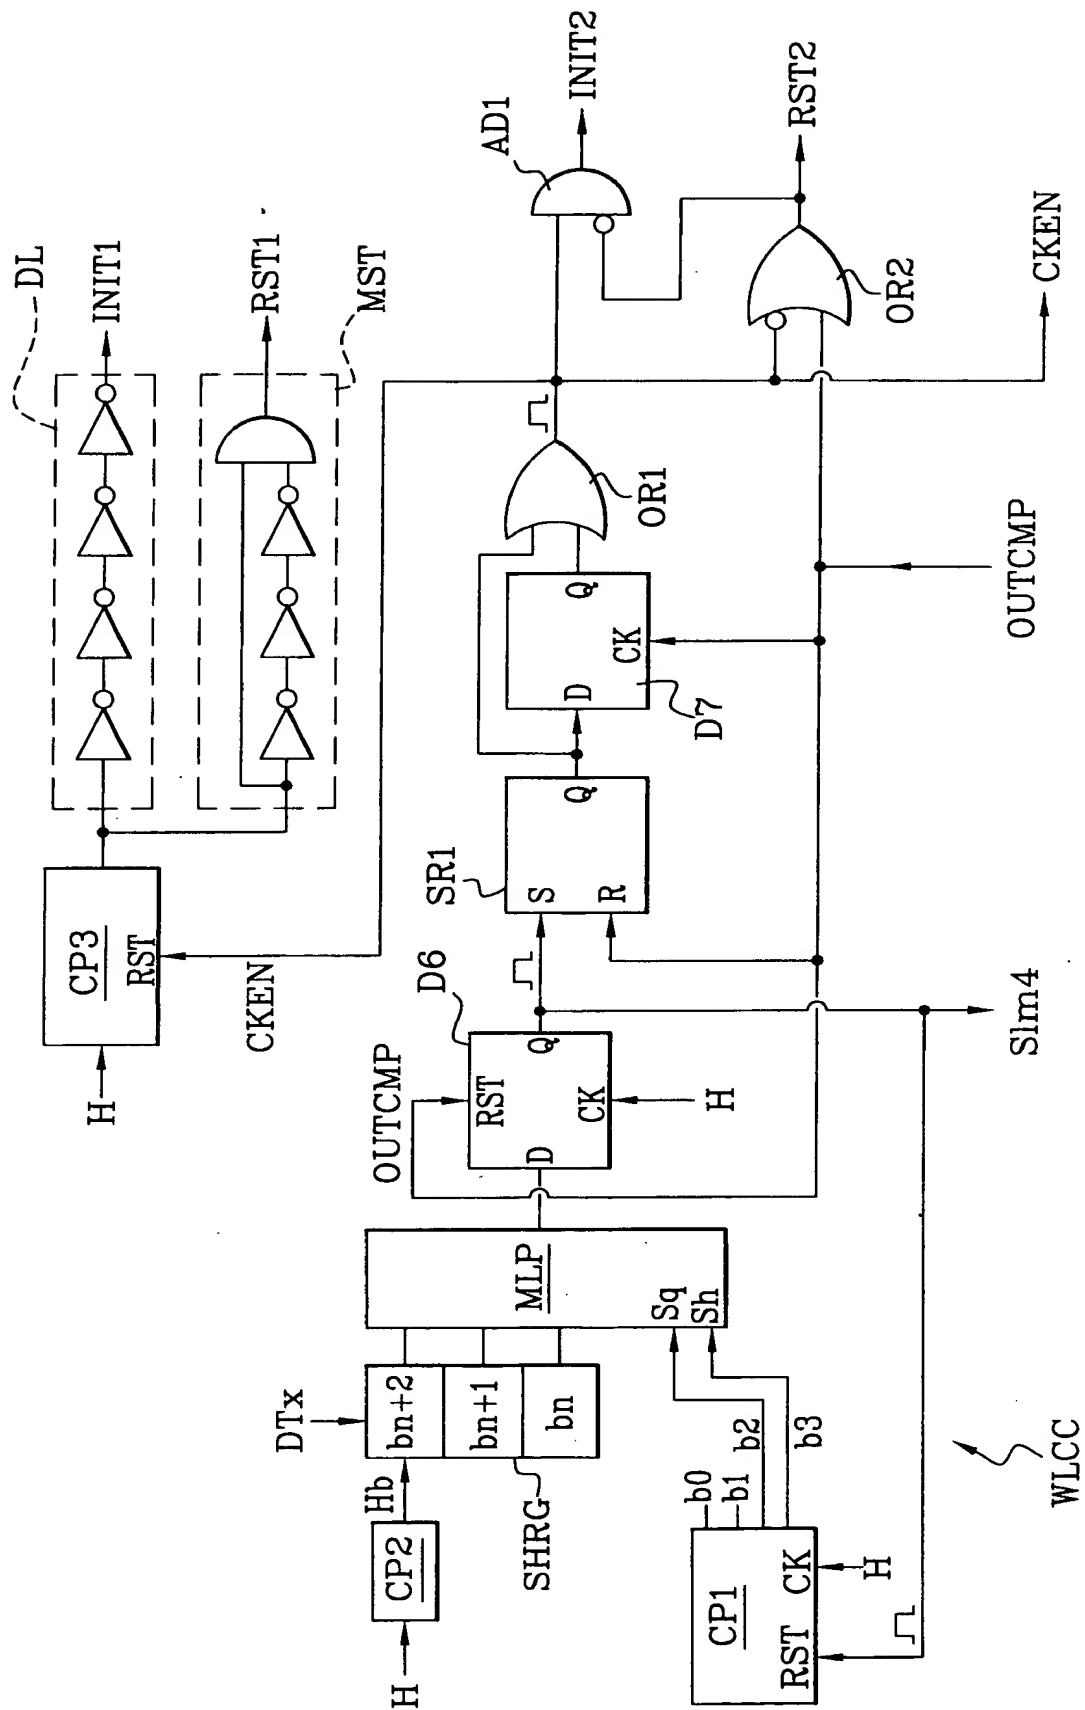 H
CP3
RST
CKEN
DL
INIT1
RST1
MST
H
CP2
Hb
DTx
bn+2
bn+1
bn
SHRG
MLP
Sq
Sh
OUTCMP
D6
RST
D
Q
CK
H
SR1
S
R
Q
D7
D
Q
CK
OR1
AD1
INIT2
OR2
RST2
CKEN
OUTCMP
Slm4
CP1
RST
CK
b0
b1
b2
b3
H
WLCC